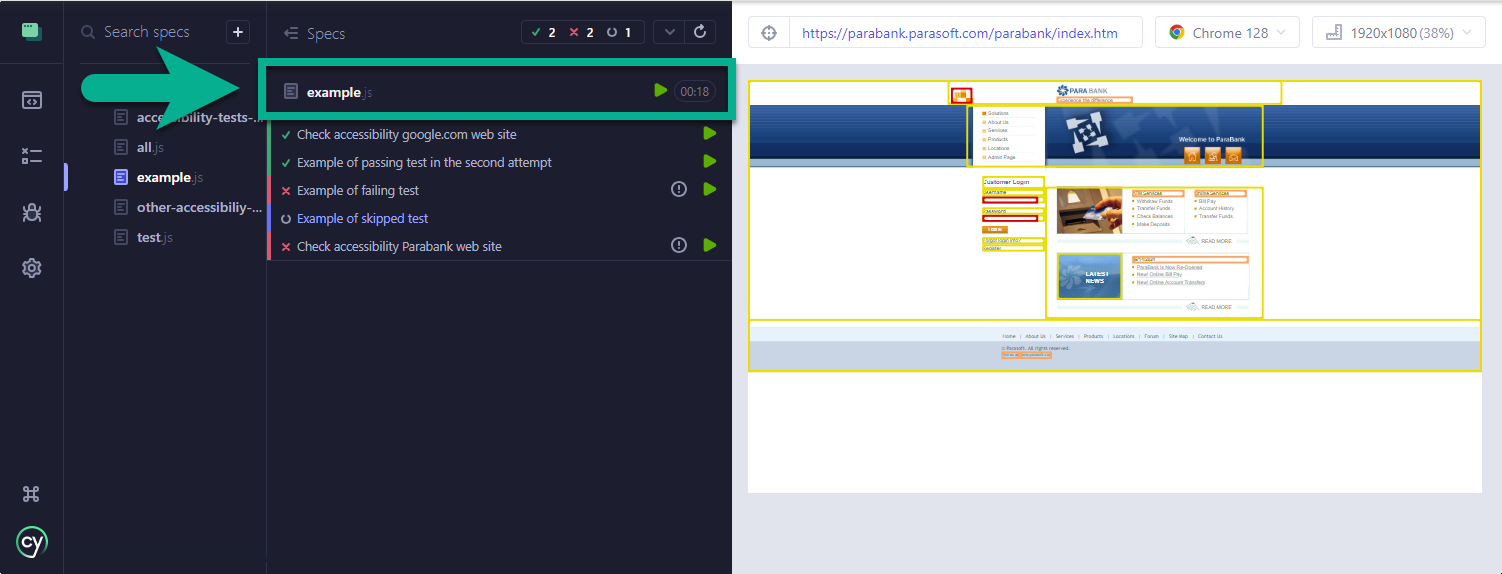 Search specs
+
Specs
2
2
1
https://parabank.parasoft.com/parabank/index.htm
Chrome 128
1920x1080 (38%)
example.js
00:18
accessibility-tests-...
all.js
example.js
other-accessibiliy-...
test.js
Check accessibility google.com web site
Example of passing test in the second attempt
Example of failing test
Example of skipped test
Check accessibility Parabank web site
cy
PARA BANK
Experience the difference
Solutions
About Us
Services
Products
Locations
Admin Page
Welcome to ParaBank
Customer Login
Username
Password
LOG IN
Forgot login info?
Register
ATM Services
Withdraw Funds
Transfer Funds
Check Balances
Make Deposits
Online Services
Bill Pay
Account History
Transfer Funds
READ MORE
LATEST
NEWS
ParaBank Is Now Re-Opened
New! Online Bill Pay
New! Online Account Transfers
READ MORE
Home | About Us | Services | Products | Locations | Forum | Site Map | Contact Us
© Parasoft. All rights reserved.